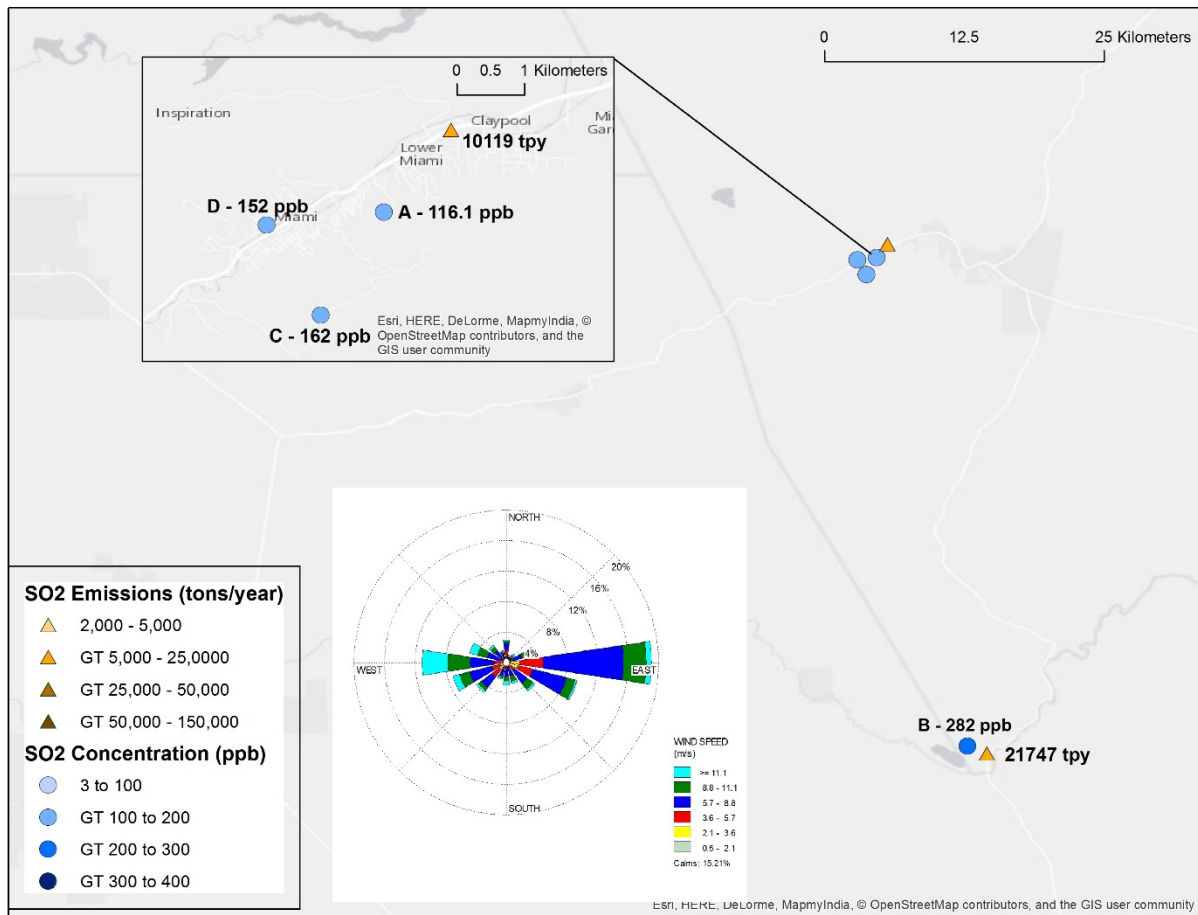 0 12.5 25 Kilometers
0 0.5 1 Kilometers
Inspiration
Claypool
10119 tpy
Lower
Miami
D - 152 ppb
Miami
A - 116.1 ppb
C - 162 ppb
Esri, HERE, DeLorme, MapmyIndia, ©
OpenStreetMap contributors, and the
GIS user community
NORTH
20%
16%
12%
8%
4%
WEST
EAST
SOUTH
WIND SPEED
(m/s)
>= 11.1
8.8 - 11.1
5.7 - 8.8
3.6 - 5.7
2.1 - 3.6
0.5 - 2.1
Calms: 15.21%
SO2 Emissions (tons/year)
2,000 - 5,000
GT 5,000 - 25,0000
GT 25,000 - 50,000
GT 50,000 - 150,000
SO2 Concentration (ppb)
3 to 100
GT 100 to 200
GT 200 to 300
GT 300 to 400
B - 282 ppb
21747 tpy
Esri, HERE, DeLorme, MapmyIndia, © OpenStreetMap contributors, and the GIS user community